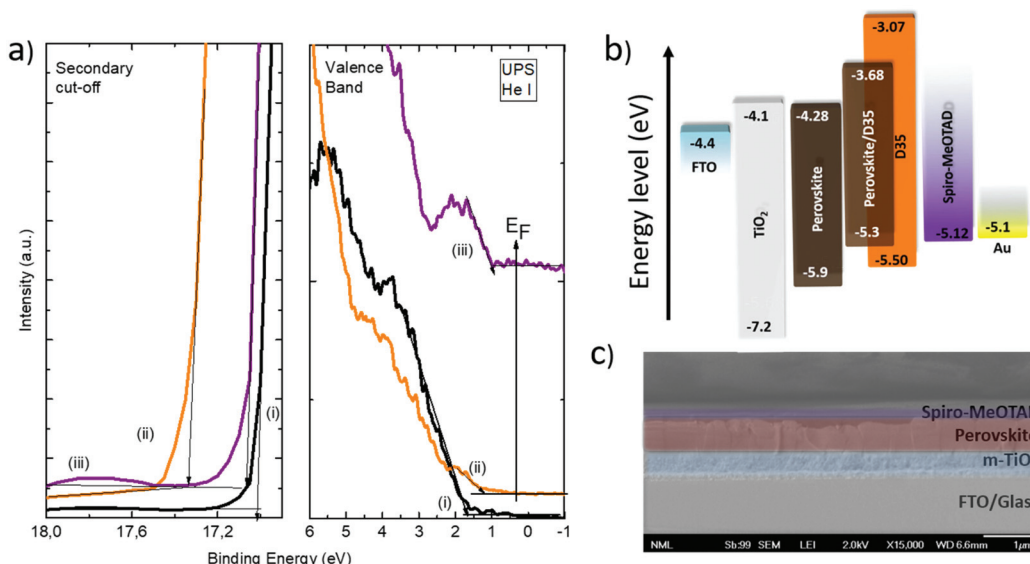 a)
Secondary
cut-off
Valence
Band
UPS
He I
E_F
(i)
(ii)
(iii)
(iii)
(ii)
(i)
Intensity (a.u.)
18,0
17,6
17,2
6
5
4
3
2
1
0
-1
Binding Energy (eV)
b)
Energy level (eV)
-4.4
FTO
-4.1
TiO2
-7.2
-4.28
Perovskite
-5.9
-3.68
Perovskite/D35
-5.3
-3.07
D35
-5.50
Spiro-MeOTAD
-5.12
-5.1
Au
c)
Spiro-MeOTAD
Perovskite
m-TiO
FTO/Glas
NML Sb:99 SEM LEI 2.0kV X15,000 WD 6.6mm 1μm